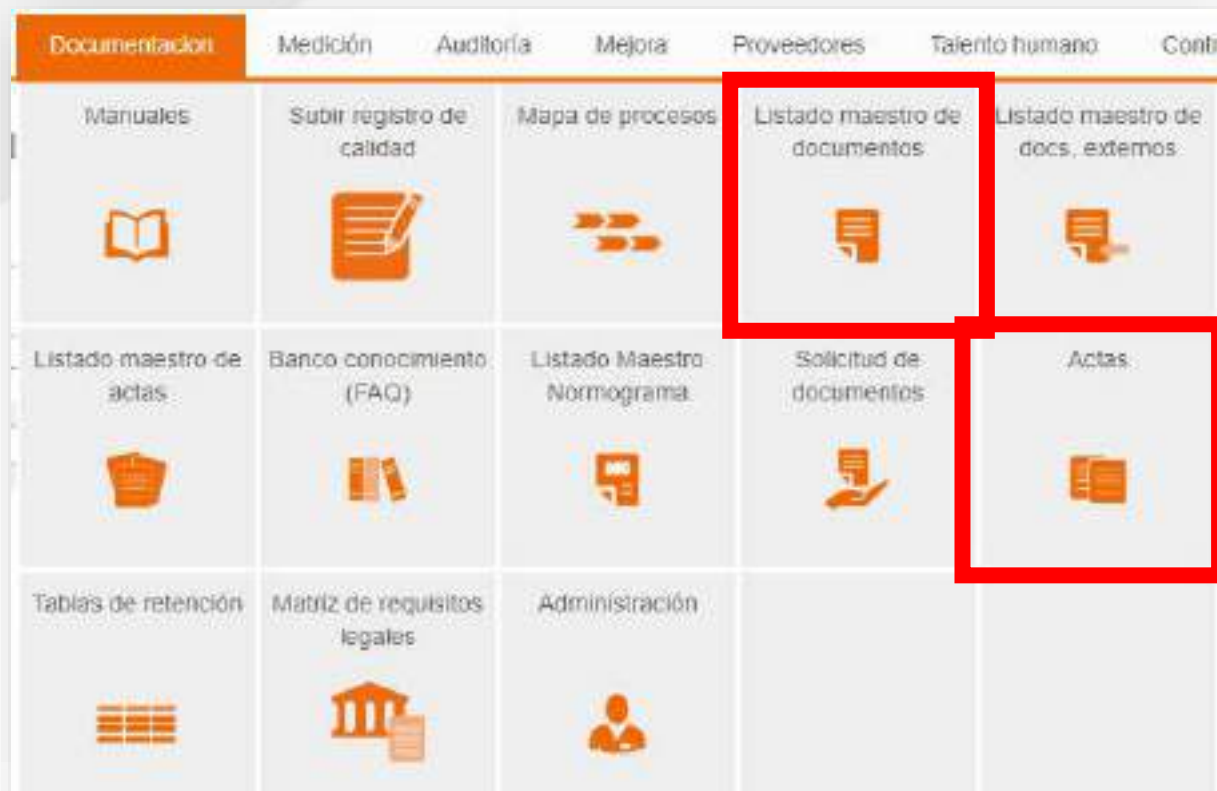 Documentacion Medición Auditoría Mejora Proveedores Talento humano Contr
Manuales
Subir registro de
calidad
Mapa de procesos
Listado maestro de
documentos
Listado maestro de
docs. externos
Listado maestro de
actas
Banco conocimiento
(FAQ)
Listado Maestro
Normograma
Solicitud de
documentos
Actas
Tablas de retención
Matriz de requisitos
legales
Administración